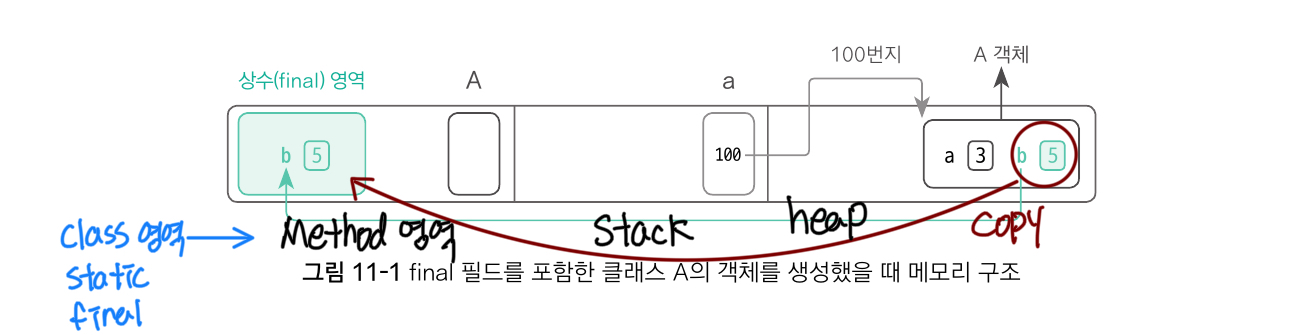 100번지
A 객체
상수(final) 영역
A
a
b 5
100
a 3 b 5
class 영역
static
final
Method 영역
Stack
heap
copy
그림 11-1 final 필드를 포함한 클래스 A의 객체를 생성했을 때 메모리 구조